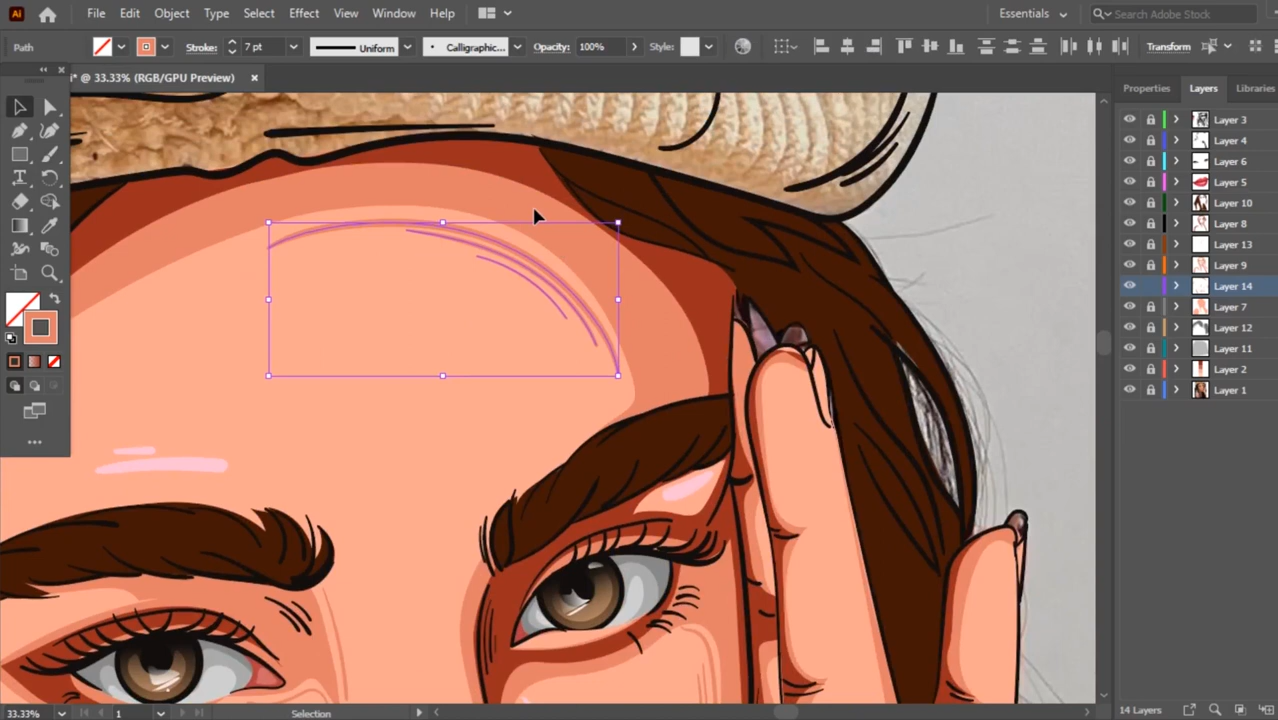 Ai File Edit Object Type Select Effect View Window Help Essentials Search Adobe Stock
Path Stroke: 7 pt Uniform Calligraphic... Opacity: 100% Style: Transform
i* @ 33.33% (RGB/GPU Preview)
Properties Layers Libraries
Layer 3
Layer 4
Layer 6
Layer 5
Layer 10
Layer 8
Layer 13
Layer 9
Layer 14
Layer 7
Layer 12
Layer 11
Layer 2
Layer 1
33.33% 1 Selection 14 Layers